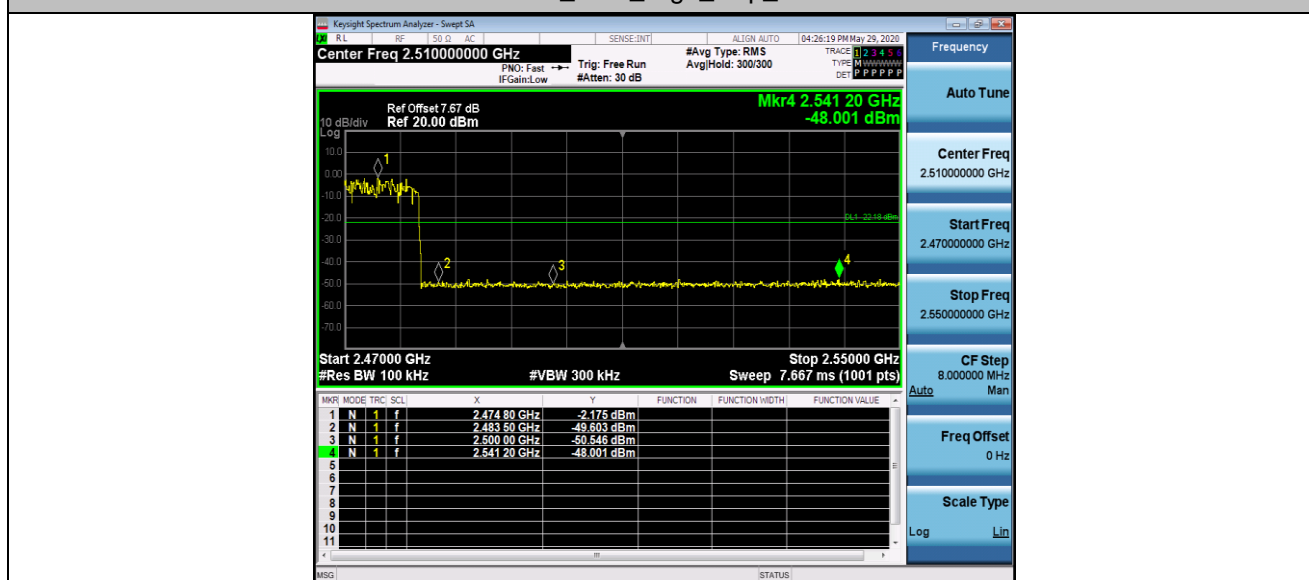 Keysight Spectrum Analyzer - Swept SA
RL RF 50 Ω AC SENSE:INT ALIGN AUTO 04:26:19 PM May 29, 2020
Center Freq 2.510000000 GHz
PNO: Fast
IFGain:Low
Trig: Free Run
#Atten: 30 dB
#Avg Type: RMS
Avg|Hold: 300/300
TRACE 1 2 3 4 5 6
TYPE M WWWWW
DET P P P P P P
Ref Offset 7.67 dB
10 dB/div Ref 20.00 dBm
Log
Mkr4 2.541 20 GHz
-48.001 dBm
10.0
0.00
-10.0
-20.0
-30.0
-40.0
-50.0
-60.0
-70.0
1
2
3
4
DL1 -22.18 dBm
Start 2.47000 GHz Stop 2.55000 GHz
#Res BW 100 kHz #VBW 300 kHz Sweep 7.667 ms (1001 pts)
MKR MODE TRC SCL X Y FUNCTION FUNCTION WIDTH FUNCTION VALUE
1 N 1 f 2.474 80 GHz -2.175 dBm
2 N 1 f 2.483 50 GHz -49.603 dBm
3 N 1 f 2.500 00 GHz -50.546 dBm
4 N 1 f 2.541 20 GHz -48.001 dBm
5
6
7
8
9
10
11
MSG STATUS
Frequency
Auto Tune
Center Freq
2.510000000 GHz
Start Freq
2.470000000 GHz
Stop Freq
2.550000000 GHz
CF Step
8.000000 MHz
Auto Man
Freq Offset
0 Hz
Scale Type
Log Lin